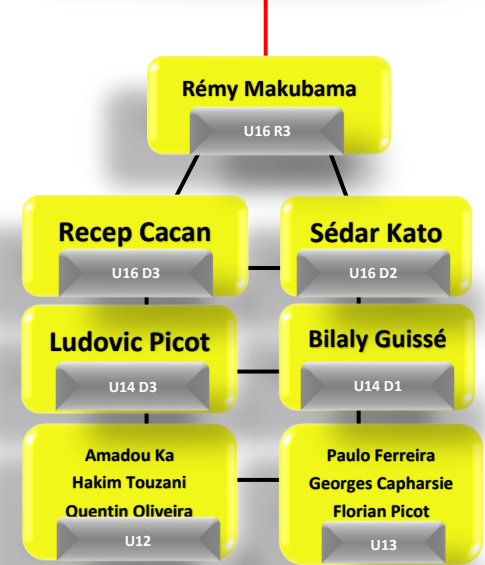 Rémy Makubama
U16 R3
Recep Cacan
U16 D3
Sédar Kato
U16 D2
Ludovic Picot
U14 D3
Bilaly Guissé
U14 D1
Amadou Ka
Hakim Touzani
Quentin Oliveira
U12
Paulo Ferreira
Georges Capharsie
Florian Picot
U13